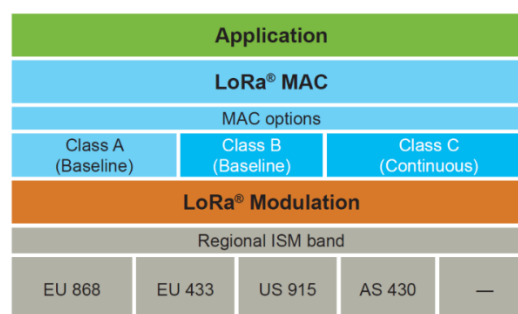 Application
LoRa® MAC
MAC options
Class A
(Baseline)
Class B
(Baseline)
Class C
(Continuous)
LoRa® Modulation
Regional ISM band
EU 868
EU 433
US 915
AS 430
—